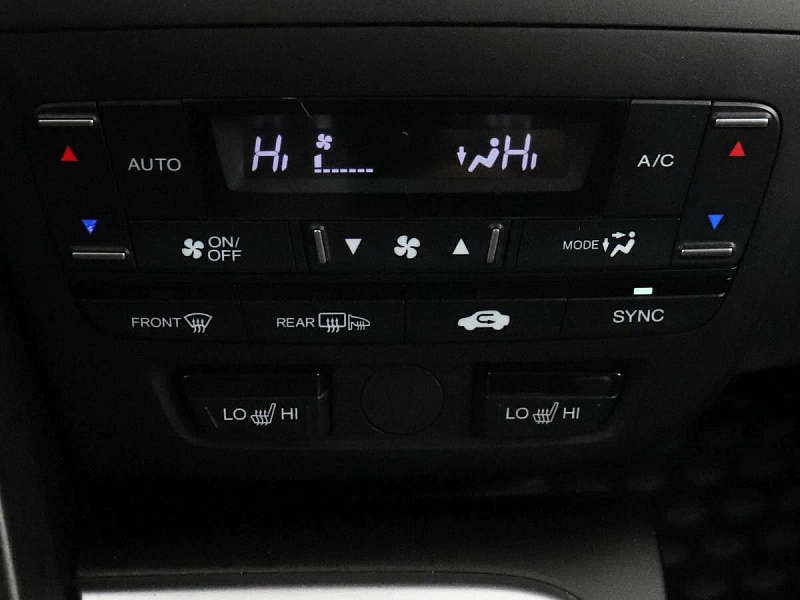 Hi Hi
AUTO A/C
ON/
OFF
MODE
FRONT REAR SYNC
LO HI LO HI